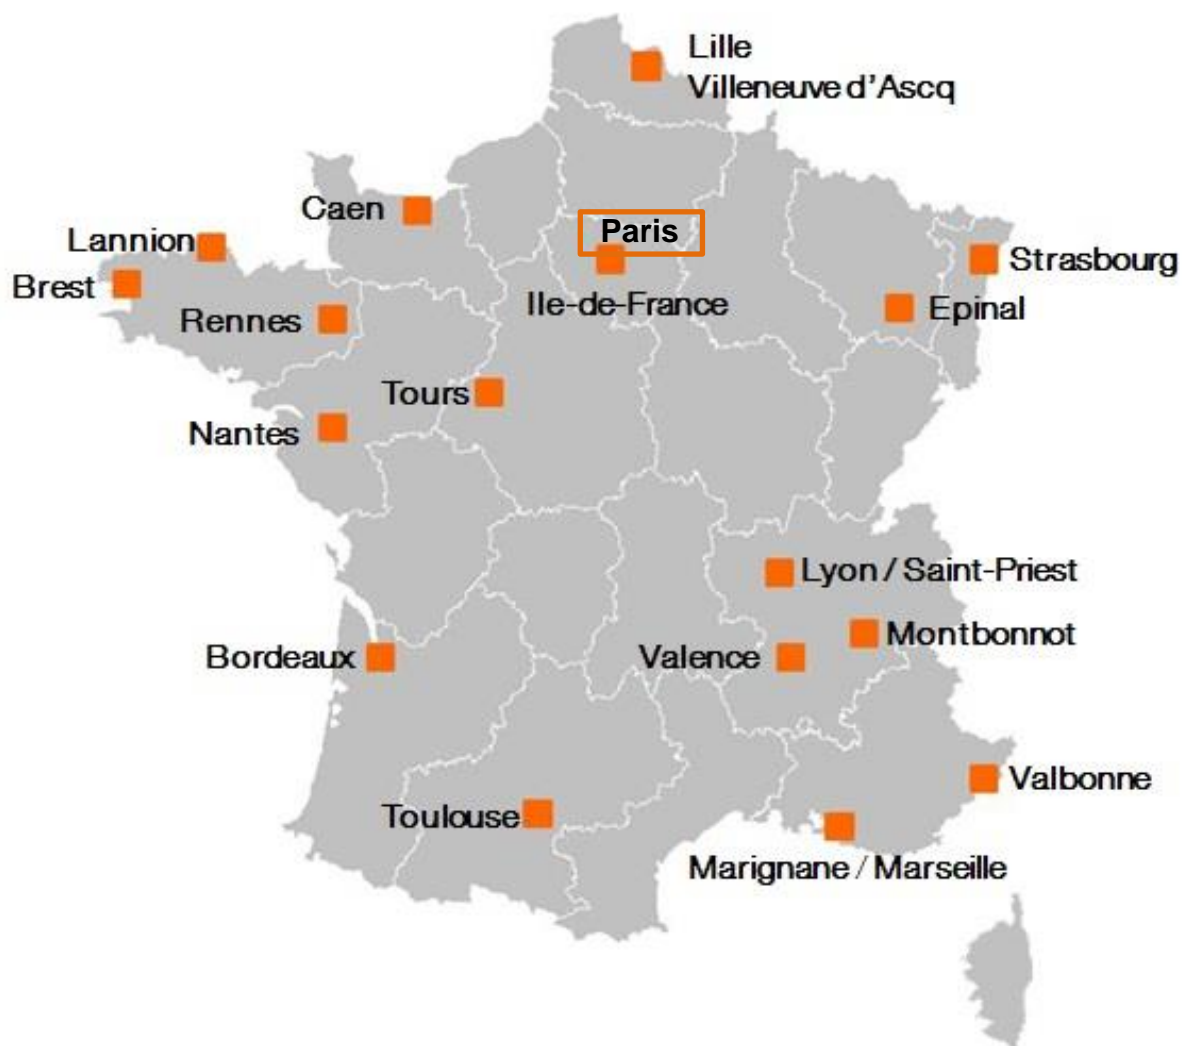 Lille
Villeneuve d'Ascq
Caen
Paris
Lannion
Strasbourg
Brest
Ile-de-France
Epinal
Rennes
Tours
Nantes
Lyon / Saint-Priest
Montbonnot
Bordeaux
Valence
Valbonne
Toulouse
Marignane / Marseille